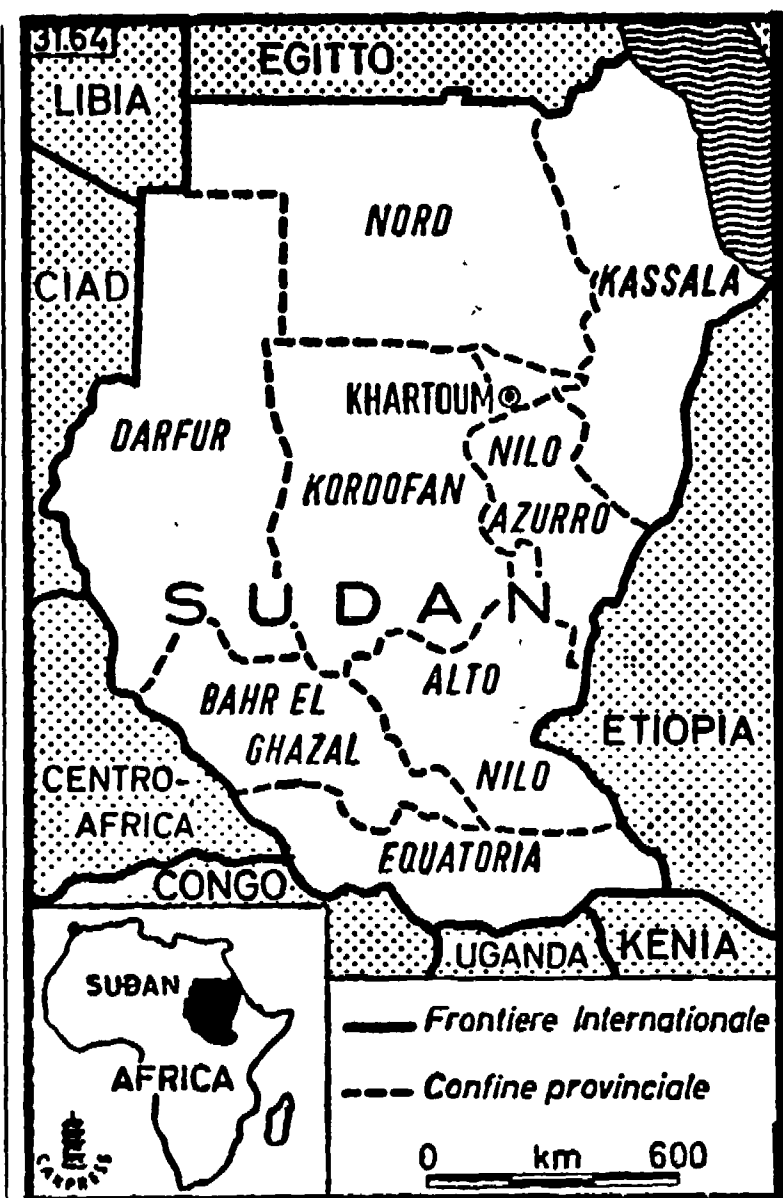 31.64
EGITTO
LIBIA
NORD
CIAD
KASSALA
KHARTOUM
DARFUR
NILO
KORDOFAN
AZURRO
SUDAN
ALTO
BAHR EL
GHAZAL
ETIOPIA
CENTRO-
AFRICA
NILO
EQUATORIA
CONGO
UGANDA
KENIA
SUDAN
AFRICA
CANPRESS
Frontiere Internationale
Confine provinciale
0 km 600